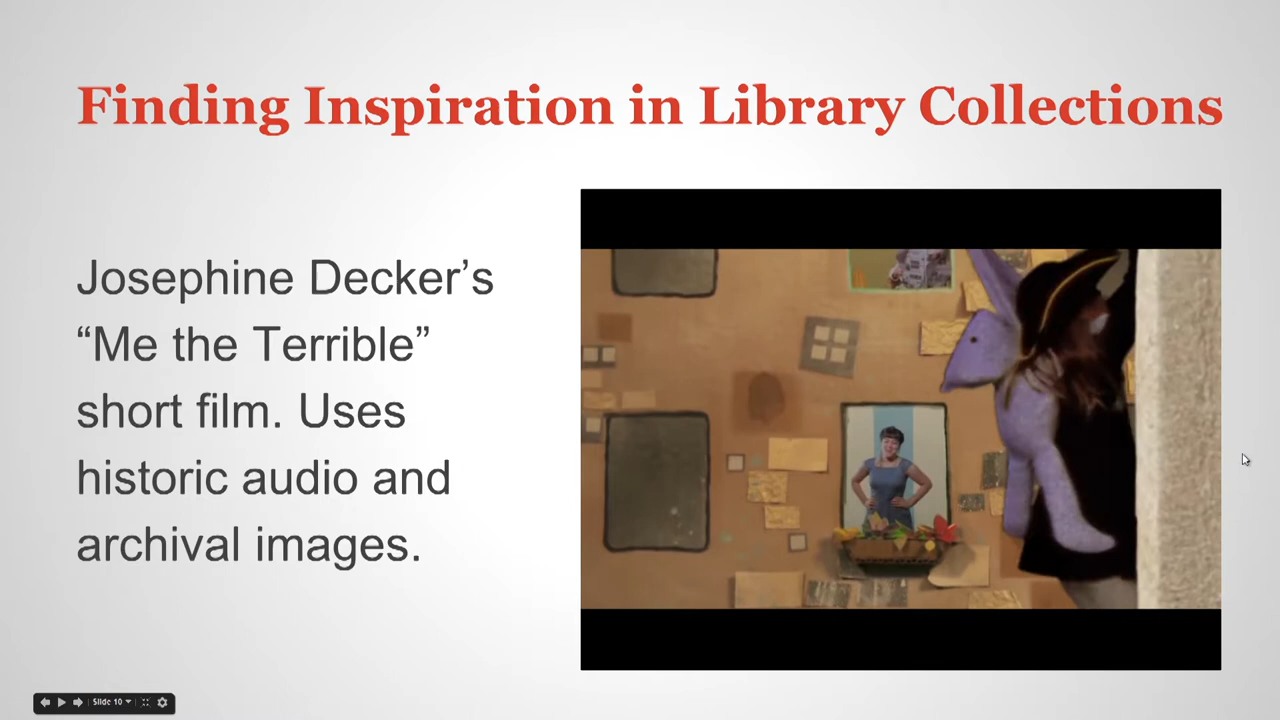 Finding Inspiration in Library Collections
Josephine Decker’s
“Me the Terrible”
short film. Uses
historic audio and
archival images.
Slide 10